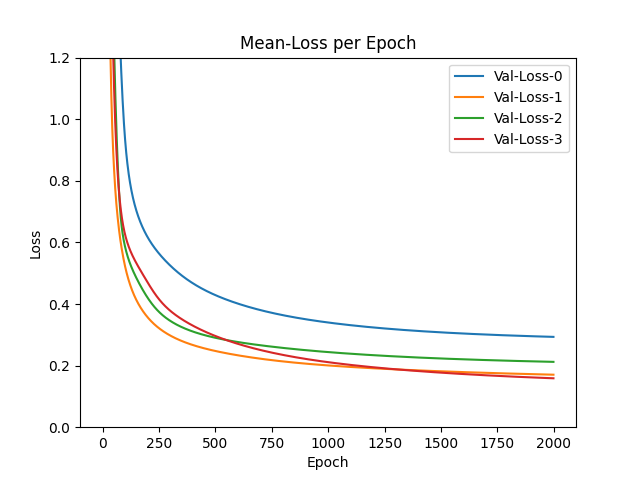 Mean-Loss per Epoch
Val-Loss-0
Val-Loss-1
Val-Loss-2
Val-Loss-3
Loss
1.2
1.0
0.8
0.6
0.4
0.2
0.0
0 250 500 750 1000 1250 1500 1750 2000
Epoch